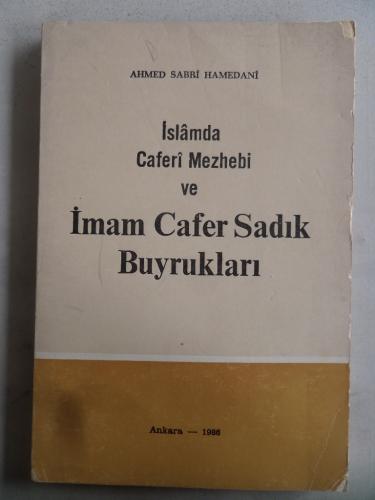 AHMED SABRİ HAMEDANİ
İslâmda
Caferî Mezhebi
ve
İmam Cafer Sadık
Buyrukları
Ankara — 1986